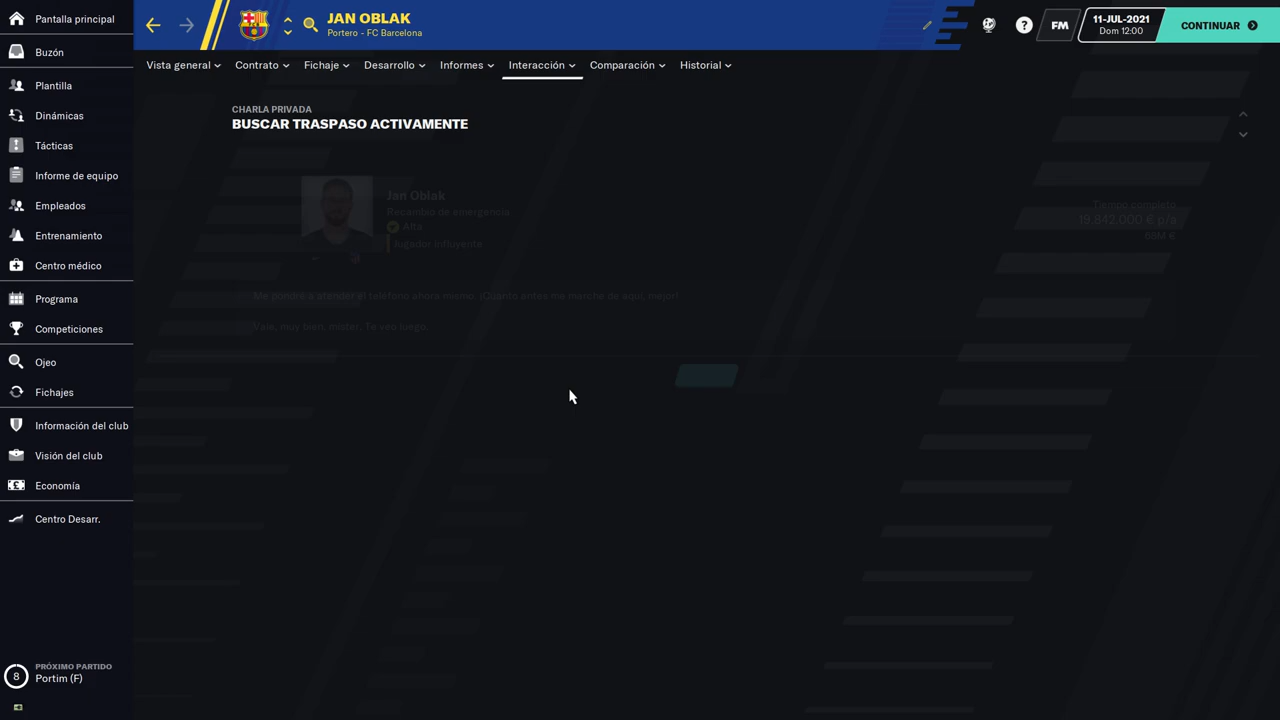 Pantalla principal
Buzón
Plantilla
Dinámicas
Tácticas
Informe de equipo
Empleados
Entrenamiento
Centro médico
Programa
Competiciones
Ojeo
Fichajes
Información del club
Visión del club
Economía
Centro Desarr.
8
PRÓXIMO PARTIDO
Portim (F)
JAN OBLAK
Portero - FC Barcelona
FM
11-JUL-2021
Dom 12:00
CONTINUAR
Vista general
Contrato
Fichaje
Desarrollo
Informes
Interacción
Comparación
Historial
CHARLA PRIVADA
BUSCAR TRASPASO ACTIVAMENTE
Jan Oblak
Recambio de emergencia
Alta
Jugador influyente
Tiempo completo
19.842.000 € p/a
69M €
Me pondré a atender el teléfono ahora mismo. ¡Cuanto antes me marche de aquí, mejor!
Vale, muy bien, míster. Te veo luego.